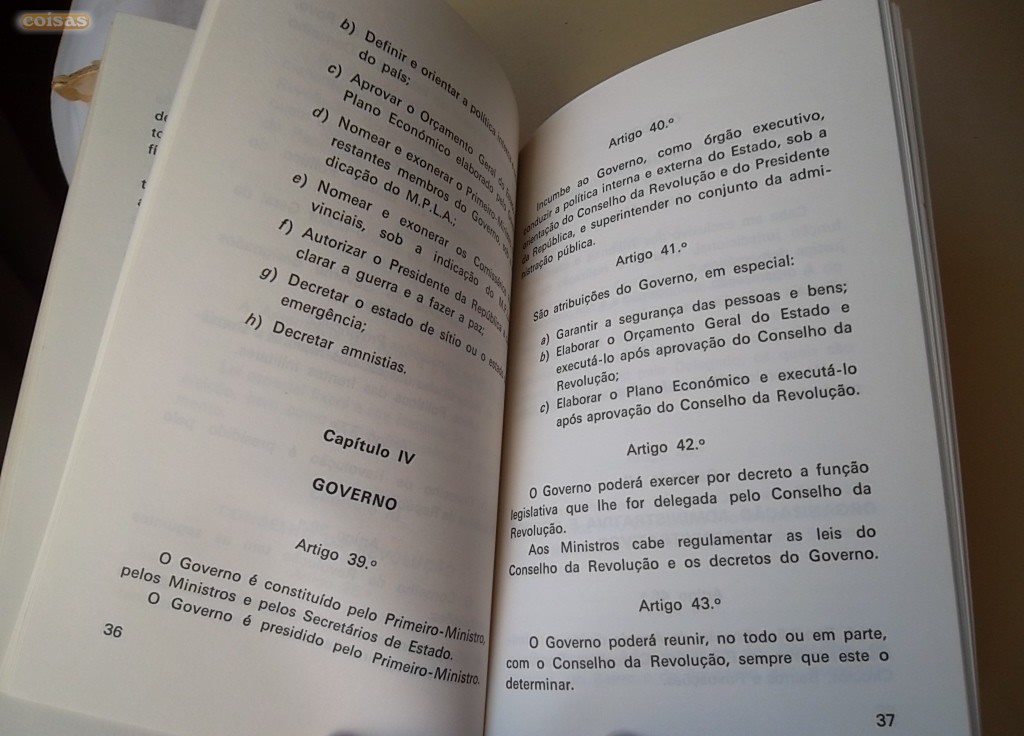 coisas
b) Definir e orientar a política
do país;
c) Aprovar o Orçamento Geral do
Plano Económico elaborado pelo
d) Nomear e exonerar o Primeiro-
restantes membros do Governo,
dicação do M.P.L.A.;
e) Nomear e exonerar os Comissários
vinciais, sob a indicação do
f) Autorizar o Presidente da República a
clarar a guerra e a fazer a paz;
g) Decretar o estado de sítio ou o
emergência;
h) Decretar amnistias.
Capítulo IV
GOVERNO
Artigo 39.º
O Governo é constituído pelo Primeiro-Ministro,
pelos Ministros e pelos Secretários de Estado.
O Governo é presidido pelo Primeiro-Ministro.
36
Artigo 40.º
Incumbe ao Governo, como órgão executivo,
conduzir a política interna e externa do Estado, sob a
orientação do Conselho da Revolução e do Presidente
da República, e superintender no conjunto da admi-
nistração pública.
Artigo 41.º
São atribuições do Governo, em especial:
a) Garantir a segurança das pessoas e bens;
b) Elaborar o Orçamento Geral do Estado e
executá-lo após aprovação do Conselho da
Revolução;
c) Elaborar o Plano Económico e executá-lo
após aprovação do Conselho da Revolução.
Artigo 42.º
O Governo poderá exercer por decreto a função
legislativa que lhe for delegada pelo Conselho da
Revolução.
Aos Ministros cabe regulamentar as leis do
Conselho da Revolução e os decretos do Governo.
Artigo 43.º
O Governo poderá reunir, no todo ou em parte,
com o Conselho da Revolução, sempre que este o
determinar.
37